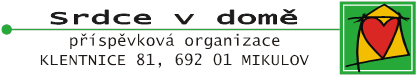 Srdce v domě
příspěvková organizace
KLENTNICE 81, 692 01 MIKULOV